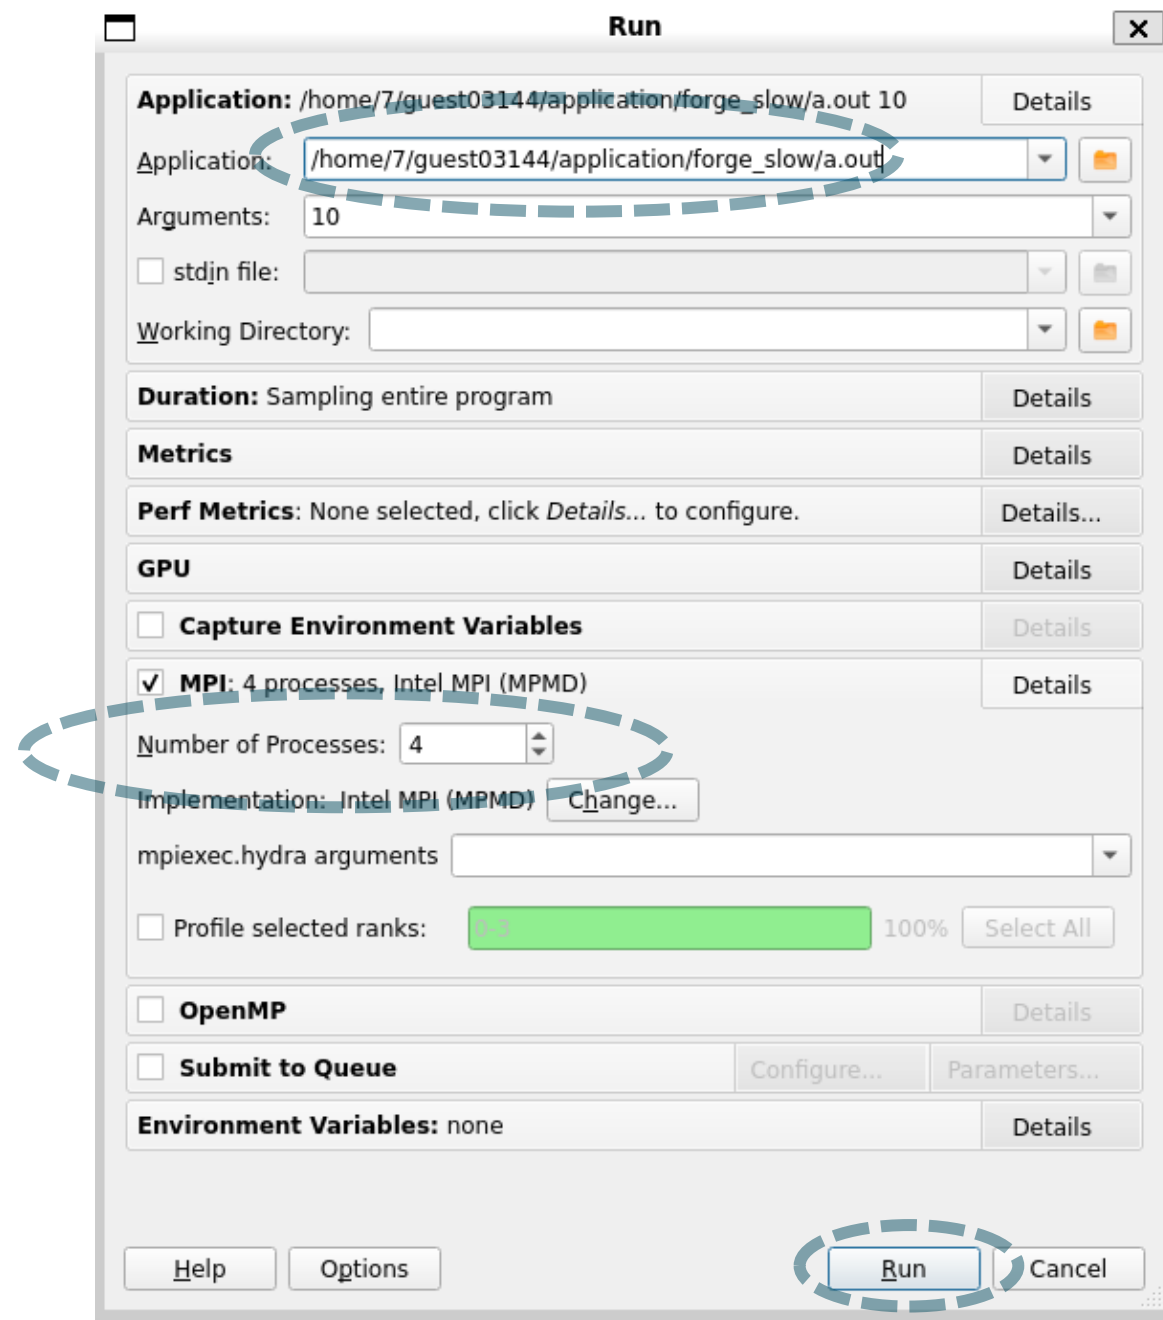 Run
Application: /home/7/guest03144/application/forge_slow/a.out 10 Details
Application: /home/7/guest03144/application/forge_slow/a.out
Arguments: 10
stdin file:
Working Directory:
Duration: Sampling entire program Details
Metrics Details
Perf Metrics: None selected, click Details... to configure. Details...
GPU Details
Capture Environment Variables Details
MPI: 4 processes, Intel MPI (MPMD) Details
Number of Processes: 4
Implementation: Intel MPI (MPMD) Change...
mpiexec.hydra arguments
Profile selected ranks: 0-3 100% Select All
OpenMP Details
Submit to Queue Configure... Parameters...
Environment Variables: none Details
Help Options Run Cancel